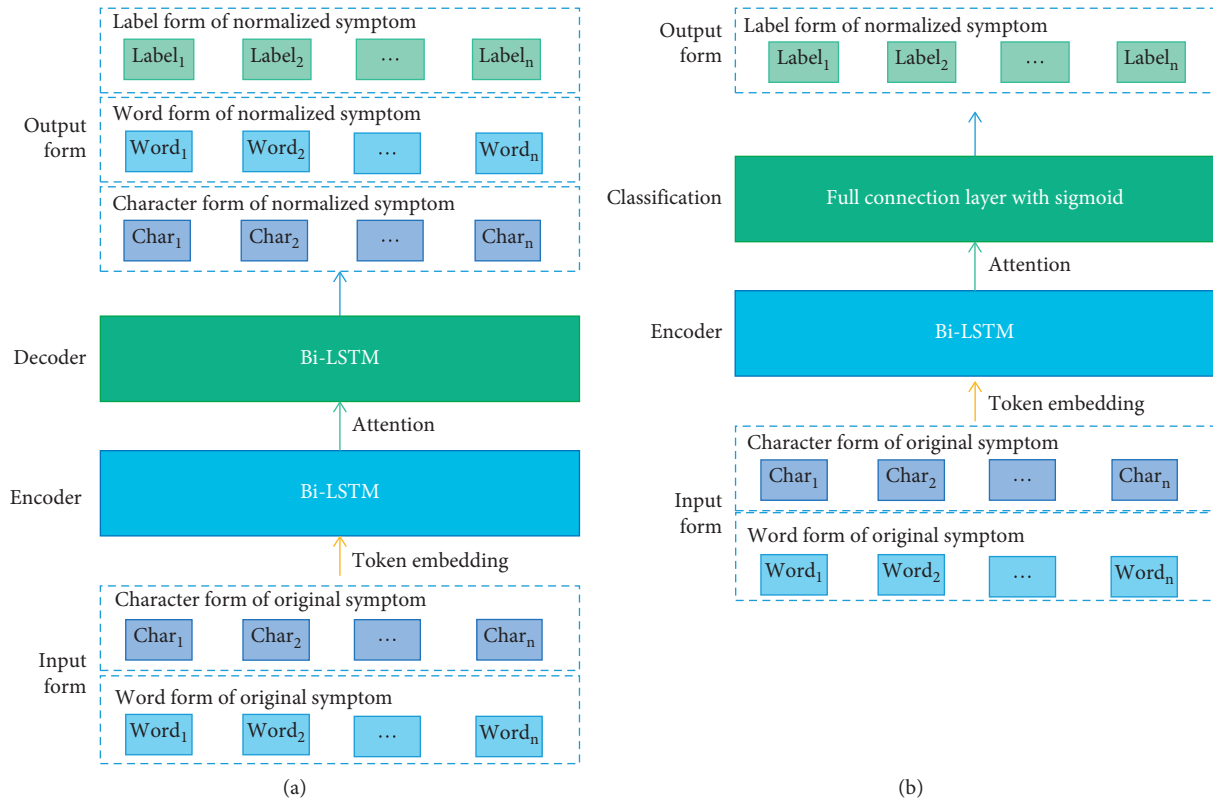 Label form of normalized symptom
Label1 Label2 … Labeln
Output form
Word form of normalized symptom
Word1 Word2 … Wordn
Character form of normalized symptom
Char1 Char2 … Charn
Decoder
Bi-LSTM
Attention
Encoder
Bi-LSTM
Token embedding
Input form
Character form of original symptom
Char1 Char2 … Charn
Word form of original symptom
Word1 Word2 … Wordn
(a)
Output form
Label form of normalized symptom
Label1 Label2 … Labeln
Classification
Full connection layer with sigmoid
Attention
Encoder
Bi-LSTM
Token embedding
Input form
Character form of original symptom
Char1 Char2 … Charn
Word form of original symptom
Word1 Word2 … Wordn
(b)